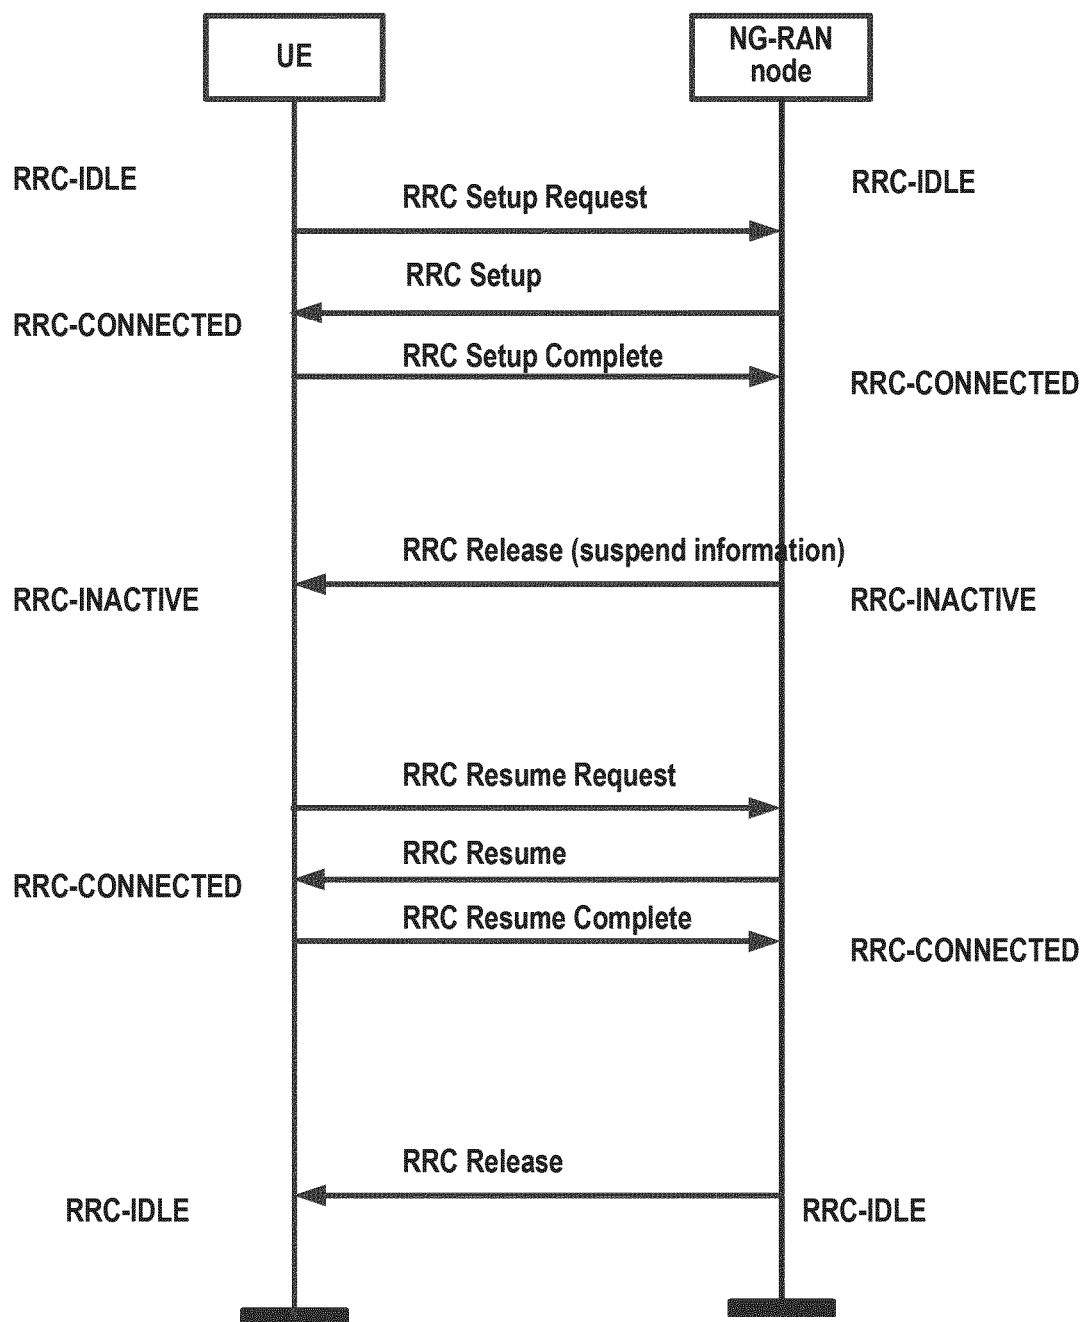 UE
NG-RAN
node
RRC-IDLE
RRC-IDLE
RRC Setup Request
RRC Setup
RRC-CONNECTED
RRC Setup Complete
RRC-CONNECTED
RRC Release (suspend information)
RRC-INACTIVE
RRC-INACTIVE
RRC Resume Request
RRC Resume
RRC-CONNECTED
RRC Resume Complete
RRC-CONNECTED
RRC Release
RRC-IDLE
RRC-IDLE